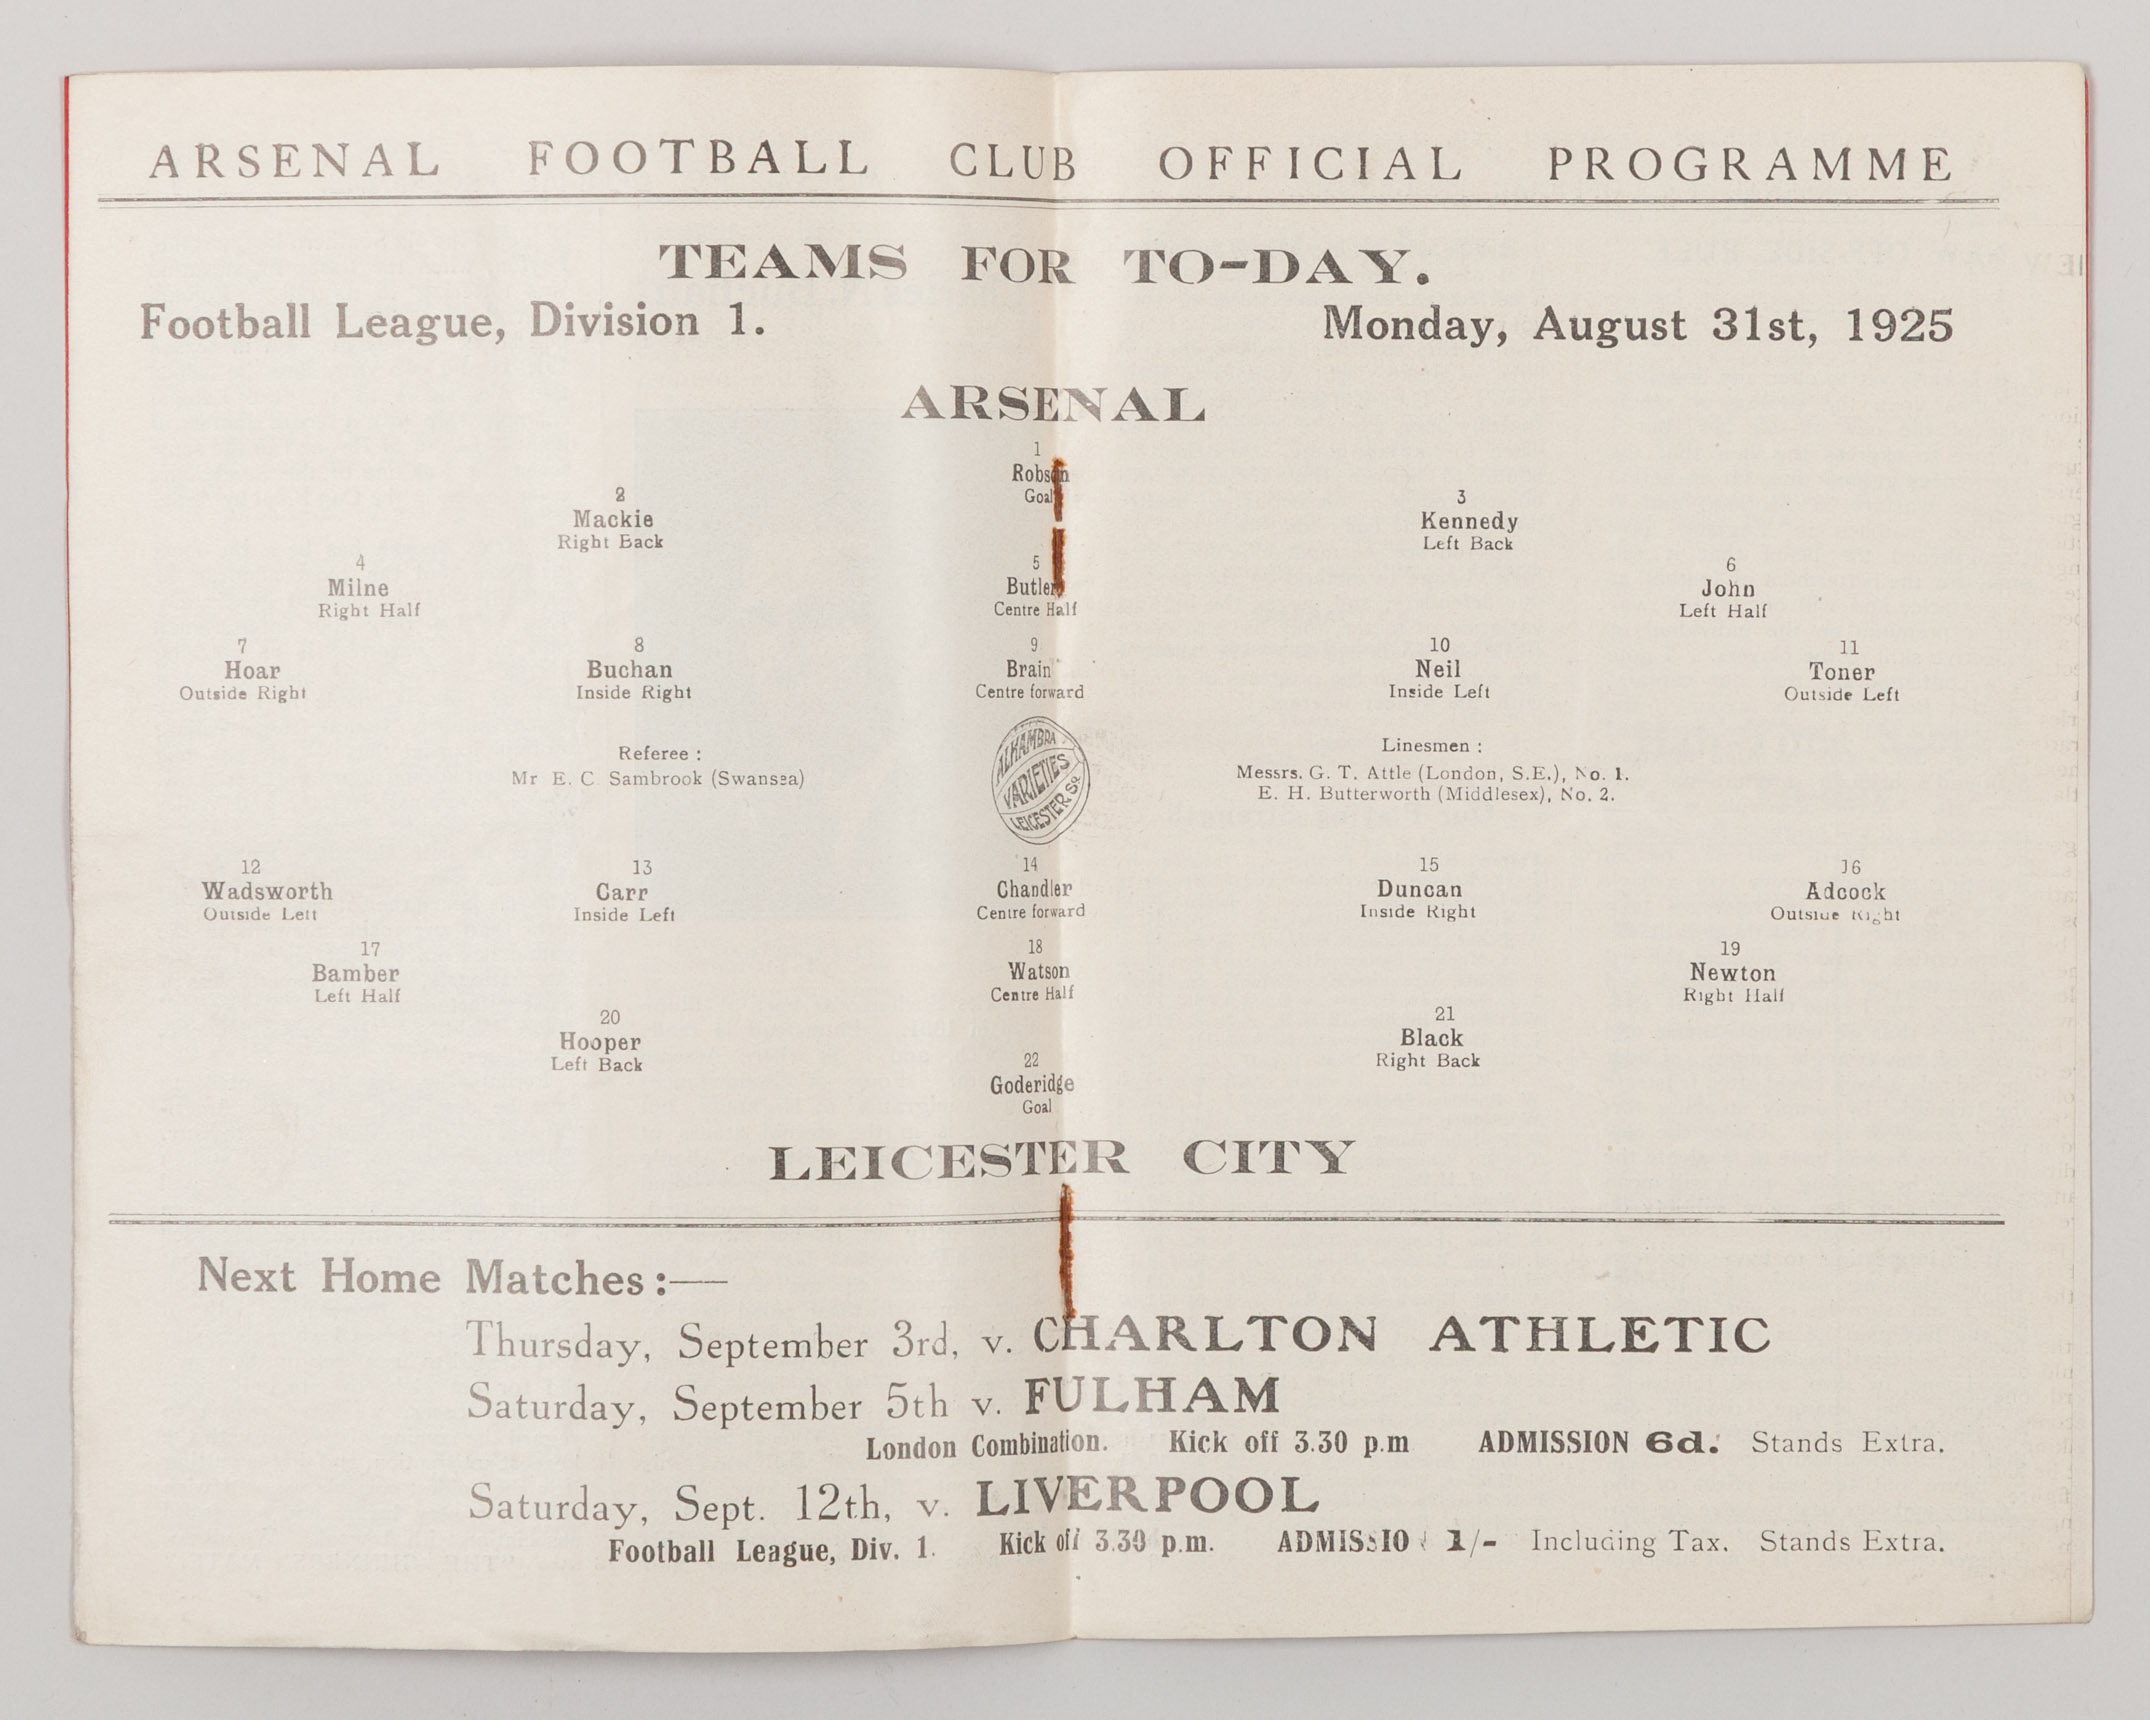 ARSENAL FOOTBALL CLUB OFFICIAL PROGRAMME
TEAMS FOR TO-DAY.
Football League, Division 1. Monday, August 31st, 1925
ARSENAL
1
Robson
Goal
2 3
Mackie Kennedy
Right Back Left Back
4 5 6
Milne Butler John
Right Half Centre Half Left Half
7 8 9 10 11
Hoar Buchan Brain Neil Toner
Outside Right Inside Right Centre forward Inside Left Outside Left
Referee :
Mr E. C Sambrook (Swansea)
ALHAMBRA
VARIETIES
LEICESTER SQ
Linesmen :
Messrs. G. T. Attle (London, S.E.), No. 1.
E. H. Butterworth (Middlesex), No. 2.
12 13 14 15 16
Wadsworth Carr Chandler Duncan Adcock
Outside Left Inside Left Centre forward Inside Right Outside Right
17 18 19
Bamber Watson Newton
Left Half Centre Half Right Half
20 21
Hooper Black
Left Back Right Back
22
Goderidge
Goal
LEICESTER CITY
Next Home Matches :—
Thursday, September 3rd, v. CHARLTON ATHLETIC
Saturday, September 5th v. FULHAM
London Combination. Kick off 3.30 p.m ADMISSION 6d. Stands Extra.
Saturday, Sept. 12th, v. LIVERPOOL
Football League, Div. 1. Kick off 3.30 p.m. ADMISSION 1/- Including Tax. Stands Extra.